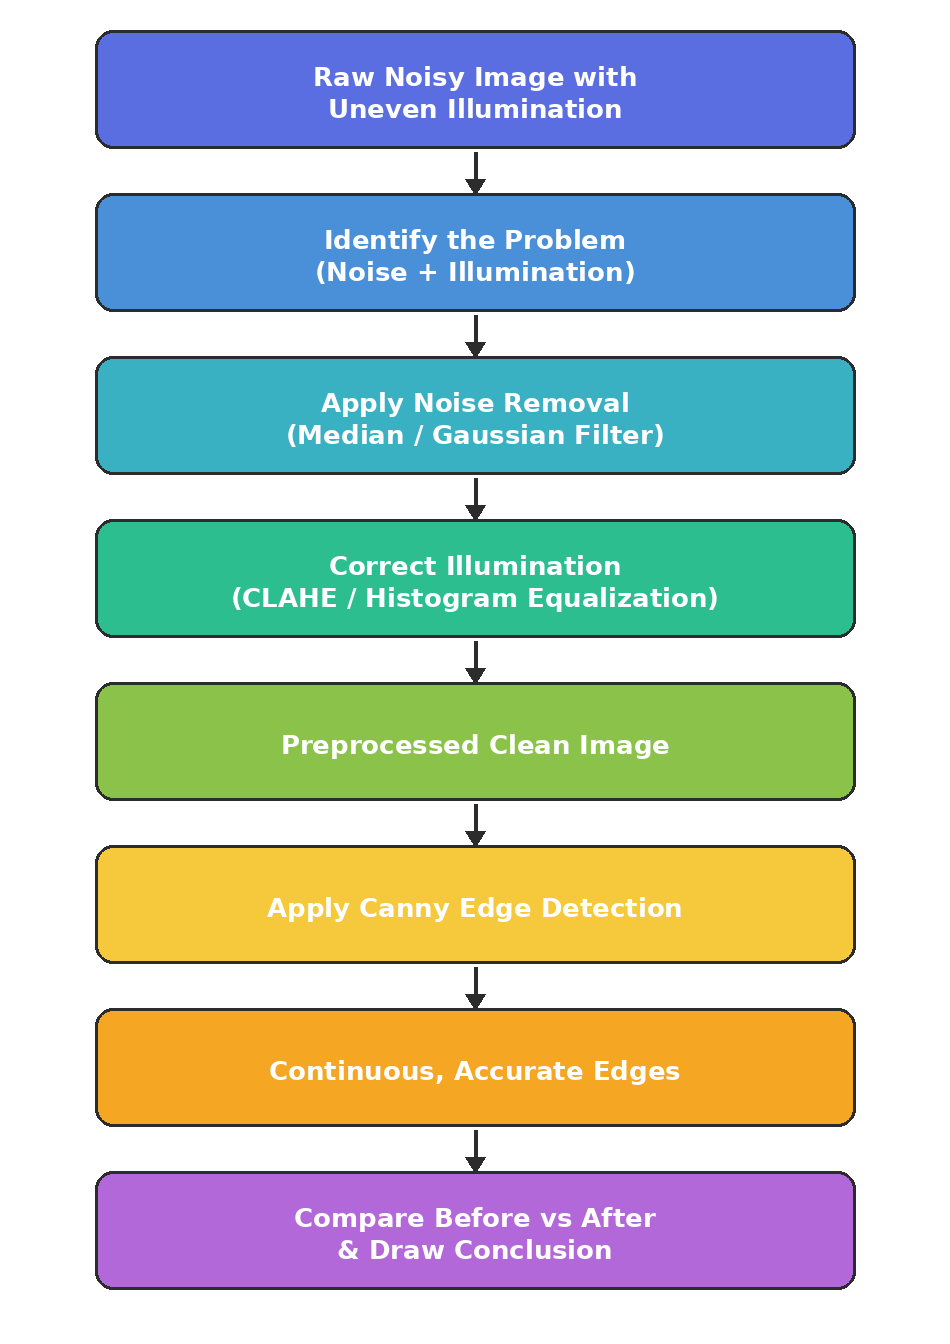 Raw Noisy Image with
Uneven Illumination
Identify the Problem
(Noise + Illumination)
Apply Noise Removal
(Median / Gaussian Filter)
Correct Illumination
(CLAHE / Histogram Equalization)
Preprocessed Clean Image
Apply Canny Edge Detection
Continuous, Accurate Edges
Compare Before vs After
& Draw Conclusion